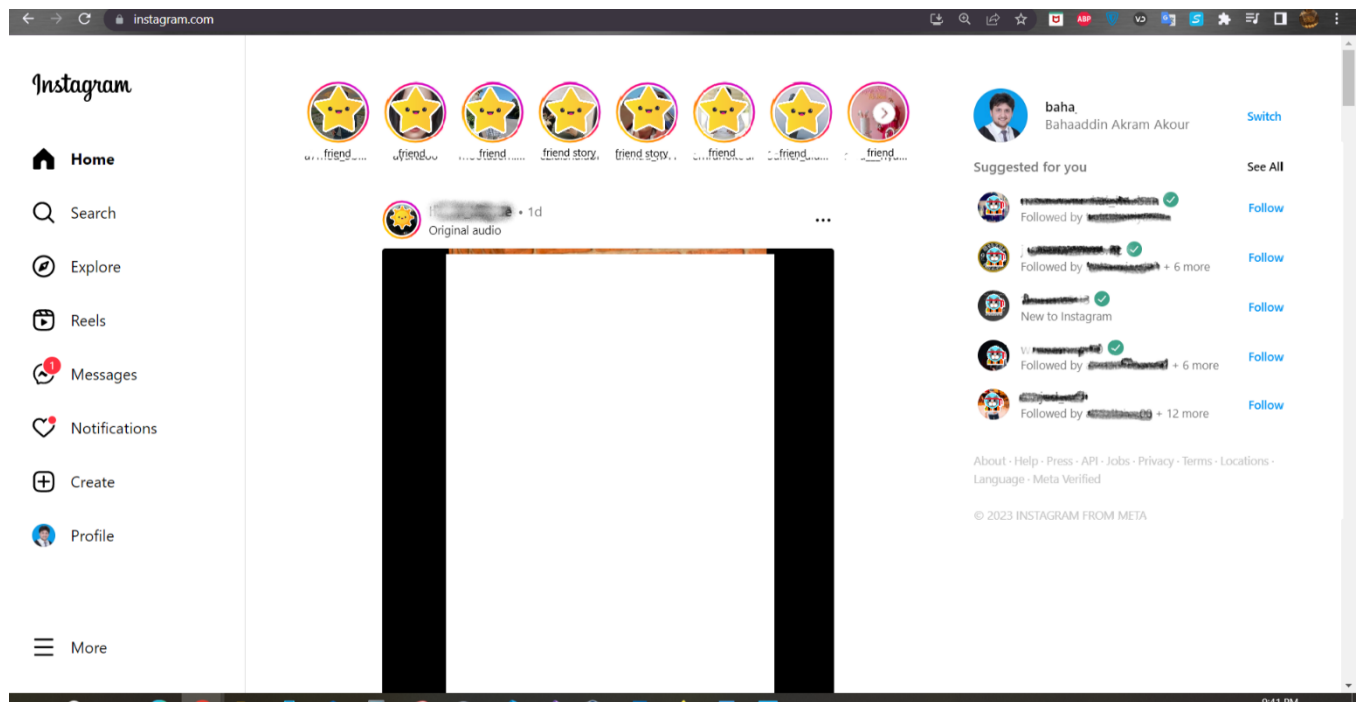 instagram.com
Instagram
Home
Search
Explore
Reels
1
Messages
Notifications
Create
Profile
More
friend
friend
friend
friend story
friend story
friend
friend
friend
• 1d
Original audio
baha_
Bahaaddin Akram Akour
Switch
Suggested for you
See All
Followed by
Follow
Followed by + 6 more
Follow
New to Instagram
Follow
Followed by + 6 more
Follow
Followed by + 12 more
Follow
About · Help · Press · API · Jobs · Privacy · Terms · Locations ·
Language · Meta Verified
© 2023 INSTAGRAM FROM META